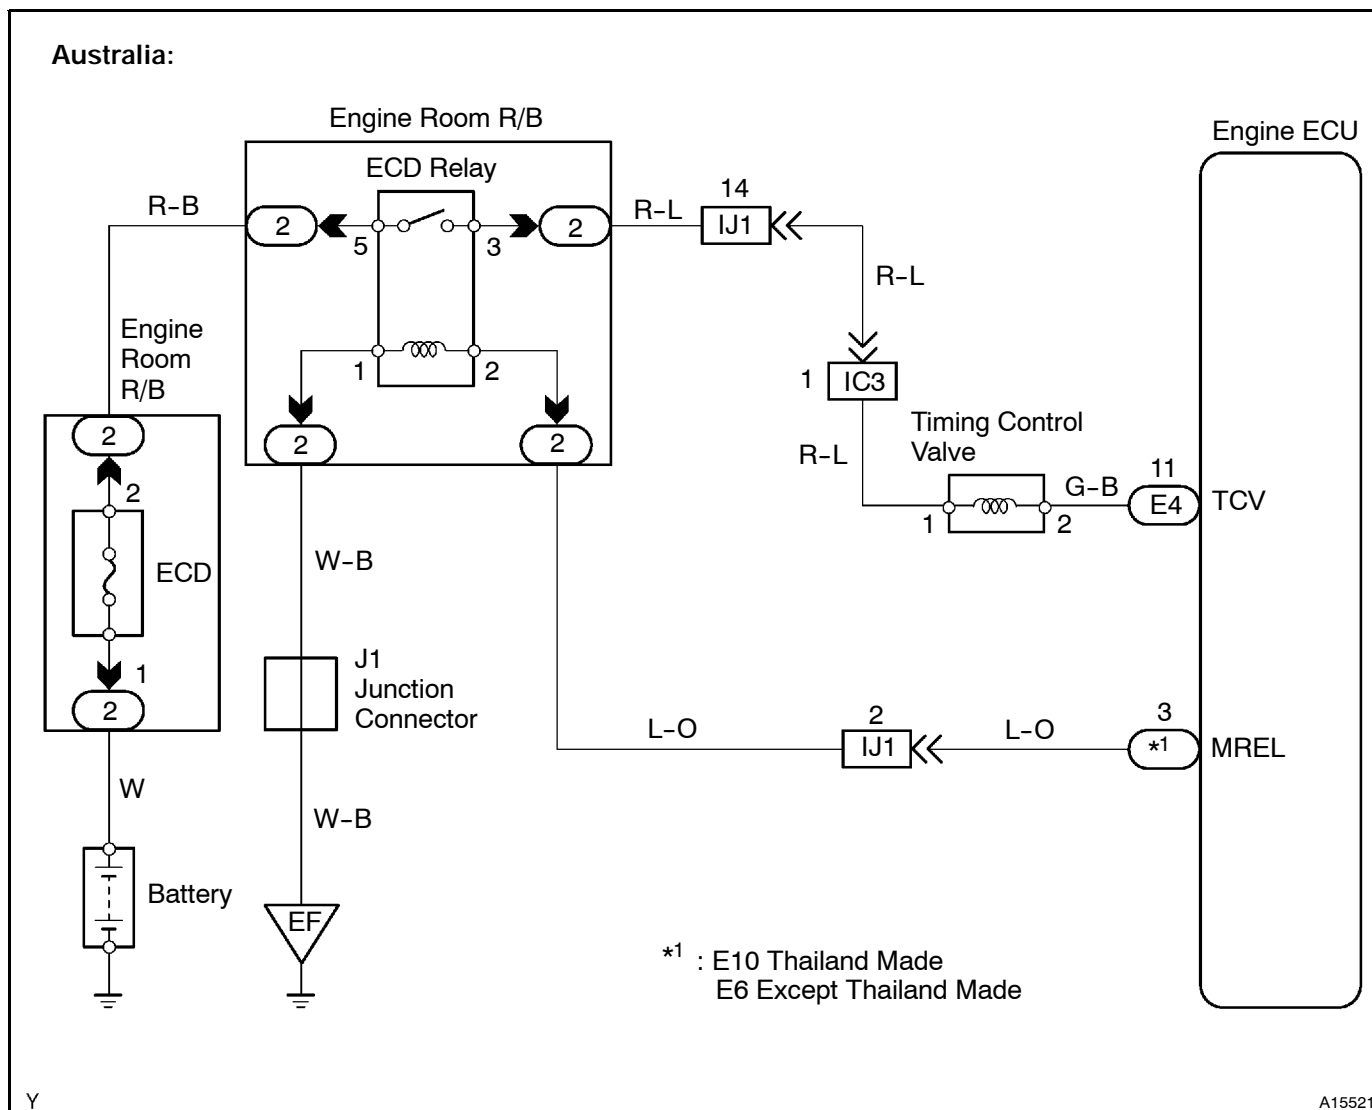 Australia:
Engine Room R/B
Engine ECU
ECD Relay
R-B
2
5
3
2
R-L
14
IJ1
R-L
Engine
Room
R/B
1
2
1
IC3
2
2
2
Timing Control
Valve
R-L
G-B
11
E4
TCV
1
2
2
ECD
W-B
1
2
J1
Junction
Connector
L-O
2
IJ1
L-O
3
*1
MREL
W
W-B
Battery
EF
*1 : E10 Thailand Made
E6 Except Thailand Made
Y
A15521